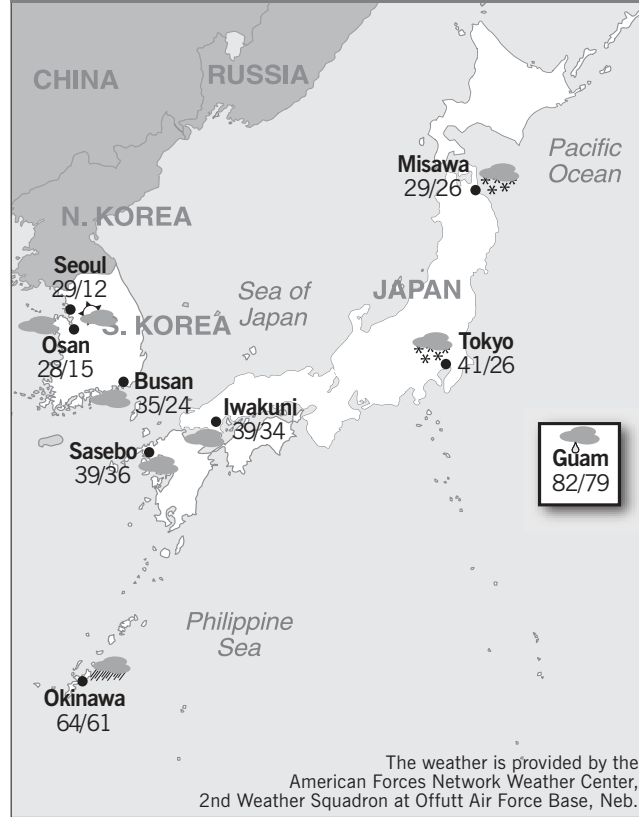 CHINA
RUSSIA
Pacific
Ocean
Misawa
29/26
N. KOREA
Seoul
29/12
Sea of
Japan
JAPAN
S. KOREA
Osan
28/15
Tokyo
41/26
Busan
35/24
Iwakuni
39/34
Sasebo
39/36
Guam
82/79
Philippine
Sea
Okinawa
64/61
The weather is provided by the
American Forces Network Weather Center,
2nd Weather Squadron at Offutt Air Force Base, Neb.